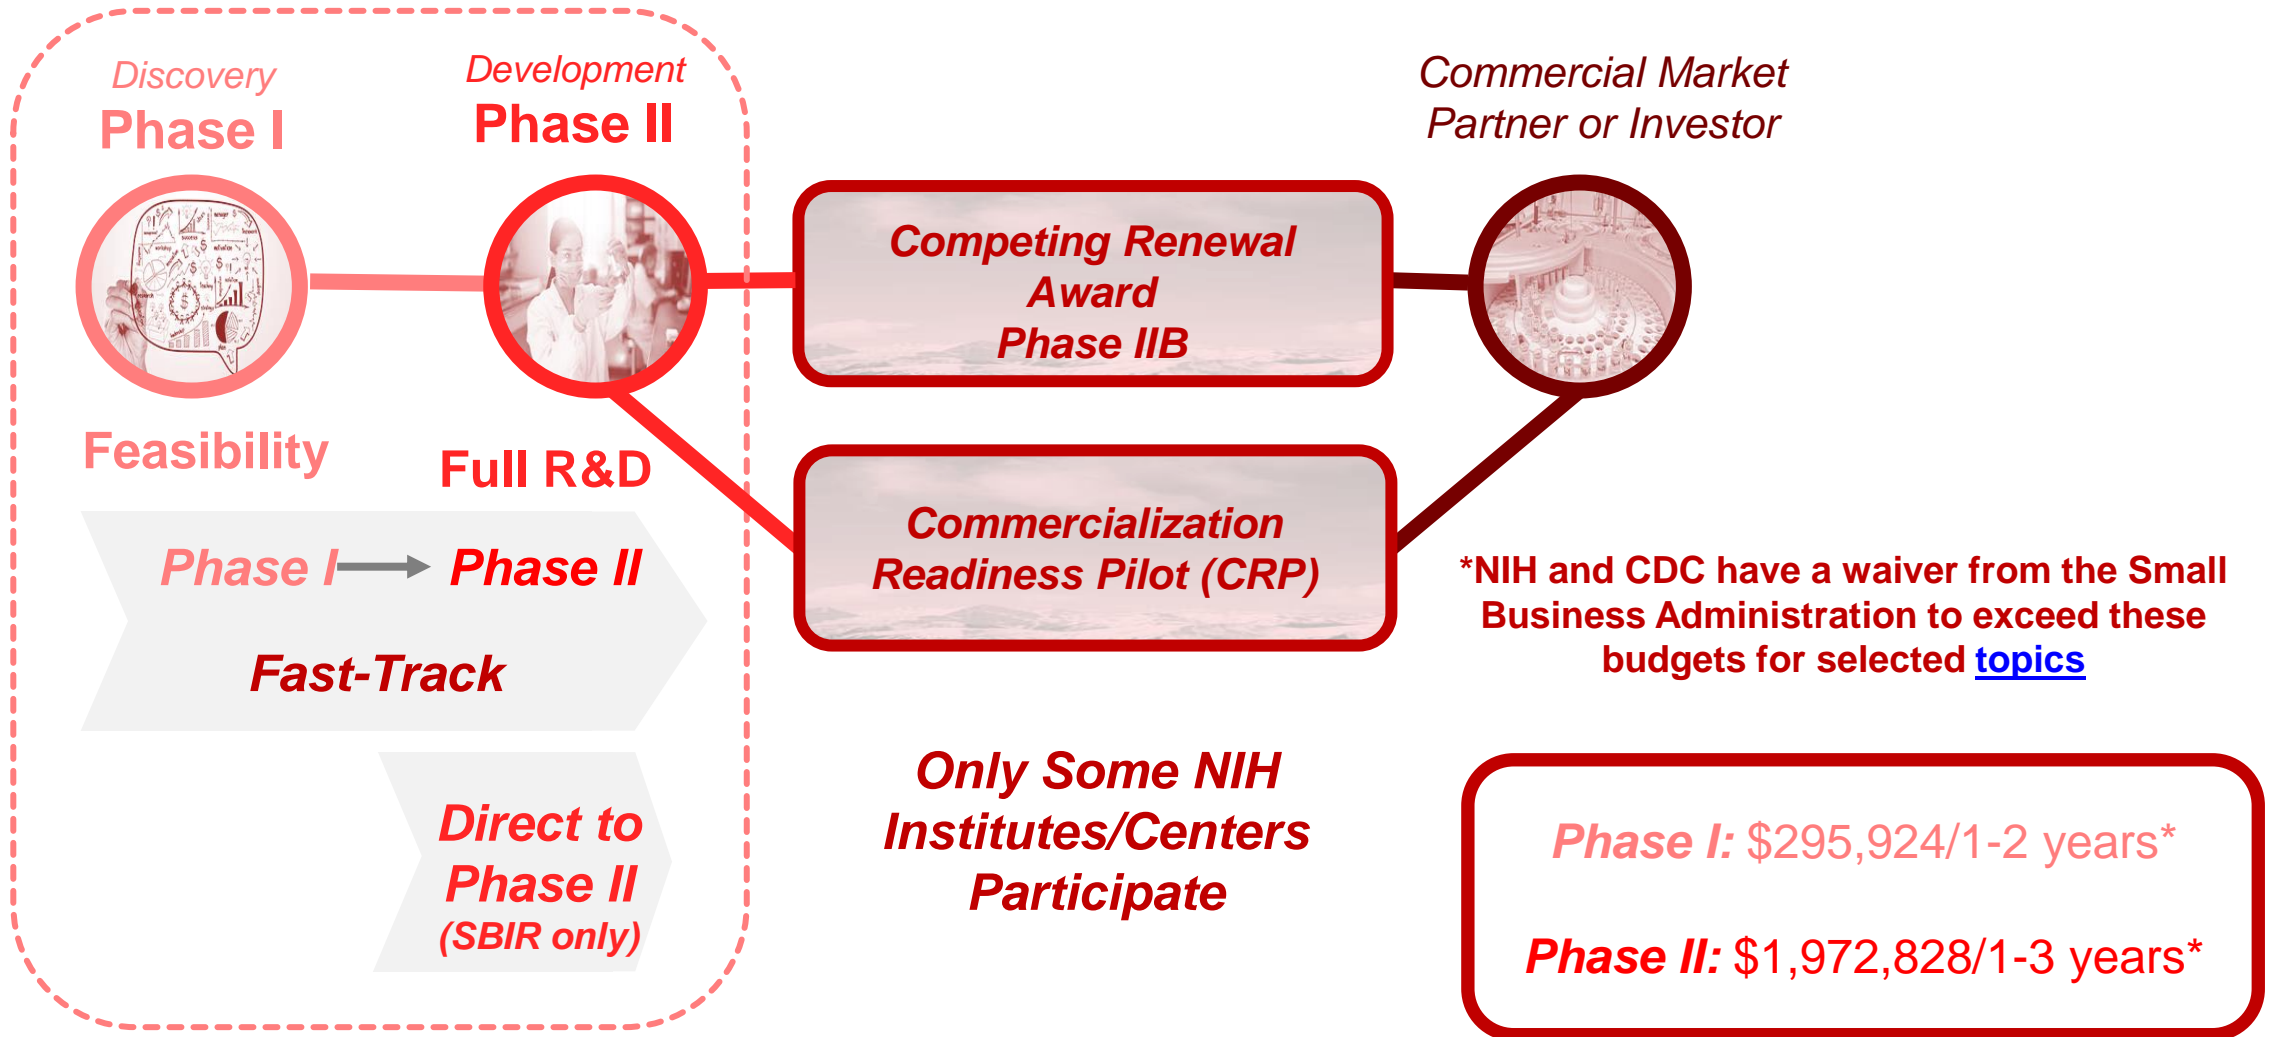 Discovery
Phase I
Feasibility
Development
Phase II
Full R&D
Phase I
Phase II
Fast-Track
Direct to
Phase II
(SBIR only)
Competing Renewal
Award
Phase IIB
Commercialization
Readiness Pilot (CRP)
Only Some NIH
Institutes/Centers
Participate
Commercial Market
Partner or Investor
*NIH and CDC have a waiver from the Small
Business Administration to exceed these
budgets for selected topics
Phase I: $295,924/1-2 years*
Phase II: $1,972,828/1-3 years*